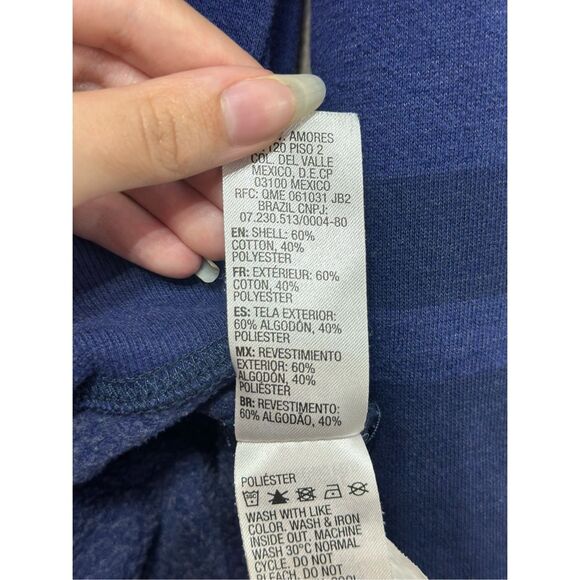 AMORES
1120 PISO 2
COL. DEL VALLE
MEXICO, D.E.CP
03100 MEXICO
RFC: QME 061031 JB2
BRAZIL CNPJ:
07.230.513/0004-80
EN: SHELL: 60%
COTTON, 40%
POLYESTER
FR: EXTÉRIEUR: 60%
COTON, 40%
POLYESTER
ES: TELA EXTERIOR:
60% ALGODÓN, 40%
POLIESTER
MX: REVESTIMIENTO
EXTERIOR: 60%
ALGODÓN, 40%
POLIÉSTER
BR: REVESTIMENTO:
60% ALGODÃO, 40%
POLIÉSTER
WASH WITH LIKE
COLOR. WASH & IRON
INSIDE OUT. MACHINE
WASH 30°C NORMAL
CYCLE. DO NOT
BLEACH. DO NOT